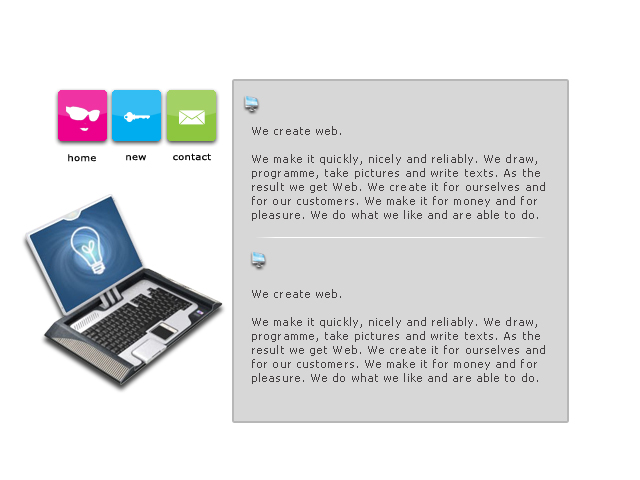 home new contact
We create web.
We make it quickly, nicely and reliably. We draw,
programme, take pictures and write texts. As the
result we get Web. We create it for ourselves and
for our customers. We make it for money and for
pleasure. We do what we like and are able to do.
We create web.
We make it quickly, nicely and reliably. We draw,
programme, take pictures and write texts. As the
result we get Web. We create it for ourselves and
for our customers. We make it for money and for
pleasure. We do what we like and are able to do.